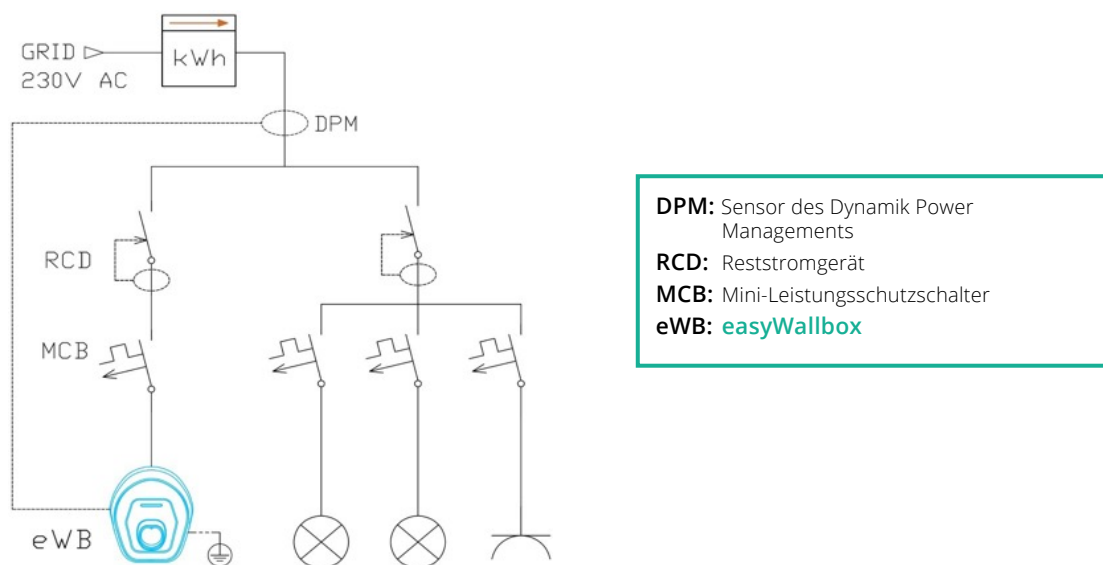 GRID
230V AC
kWh
DPM
RCD
MCB
eWB
DPM: Sensor des Dynamik Power
Managements
RCD: Reststromgerät
MCB: Mini-Leistungsschutzschalter
eWB: easyWallbox